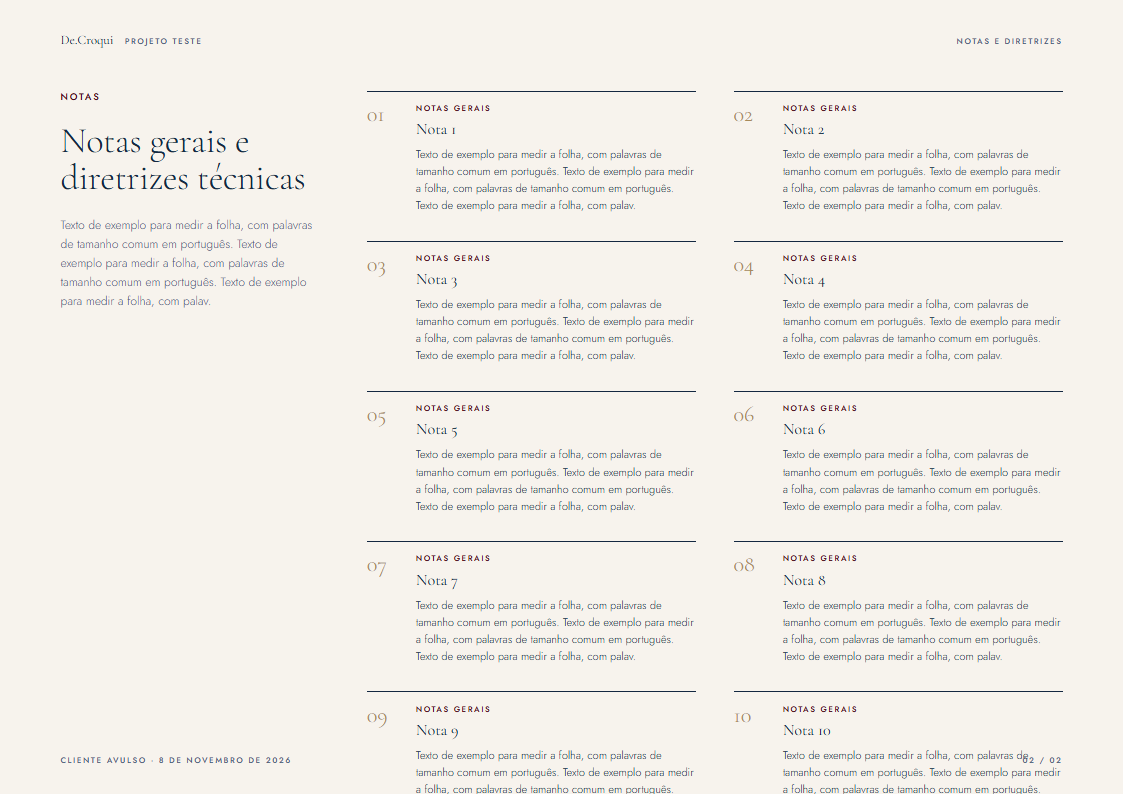 De.Croqui PROJETO TESTE
NOTAS E DIRETRIZES
NOTAS
Notas gerais e
diretrizes técnicas
Texto de exemplo para medir a folha, com palavras
de tamanho comum em português. Texto de
exemplo para medir a folha, com palavras de
tamanho comum em português. Texto de exemplo
para medir a folha, com palav.
01
NOTAS GERAIS
Nota 1
Texto de exemplo para medir a folha, com palavras de
tamanho comum em português. Texto de exemplo para medir
a folha, com palavras de tamanho comum em português.
Texto de exemplo para medir a folha, com palav.
02
NOTAS GERAIS
Nota 2
Texto de exemplo para medir a folha, com palavras de
tamanho comum em português. Texto de exemplo para medir
a folha, com palavras de tamanho comum em português.
Texto de exemplo para medir a folha, com palav.
03
NOTAS GERAIS
Nota 3
Texto de exemplo para medir a folha, com palavras de
tamanho comum em português. Texto de exemplo para medir
a folha, com palavras de tamanho comum em português.
Texto de exemplo para medir a folha, com palav.
04
NOTAS GERAIS
Nota 4
Texto de exemplo para medir a folha, com palavras de
tamanho comum em português. Texto de exemplo para medir
a folha, com palavras de tamanho comum em português.
Texto de exemplo para medir a folha, com palav.
05
NOTAS GERAIS
Nota 5
Texto de exemplo para medir a folha, com palavras de
tamanho comum em português. Texto de exemplo para medir
a folha, com palavras de tamanho comum em português.
Texto de exemplo para medir a folha, com palav.
06
NOTAS GERAIS
Nota 6
Texto de exemplo para medir a folha, com palavras de
tamanho comum em português. Texto de exemplo para medir
a folha, com palavras de tamanho comum em português.
Texto de exemplo para medir a folha, com palav.
07
NOTAS GERAIS
Nota 7
Texto de exemplo para medir a folha, com palavras de
tamanho comum em português. Texto de exemplo para medir
a folha, com palavras de tamanho comum em português.
Texto de exemplo para medir a folha, com palav.
08
NOTAS GERAIS
Nota 8
Texto de exemplo para medir a folha, com palavras de
tamanho comum em português. Texto de exemplo para medir
a folha, com palavras de tamanho comum em português.
Texto de exemplo para medir a folha, com palav.
09
NOTAS GERAIS
Nota 9
Texto de exemplo para medir a folha, com palavras de
tamanho comum em português. Texto de exemplo para medir
a folha, com palavras de tamanho comum em português.
10
NOTAS GERAIS
Nota 10
Texto de exemplo para medir a folha, com palavras de
tamanho comum em português. Texto de exemplo para medir
a folha, com palavras de tamanho comum em português.
CLIENTE AVULSO · 8 DE NOVEMBRO DE 2026
02 / 02